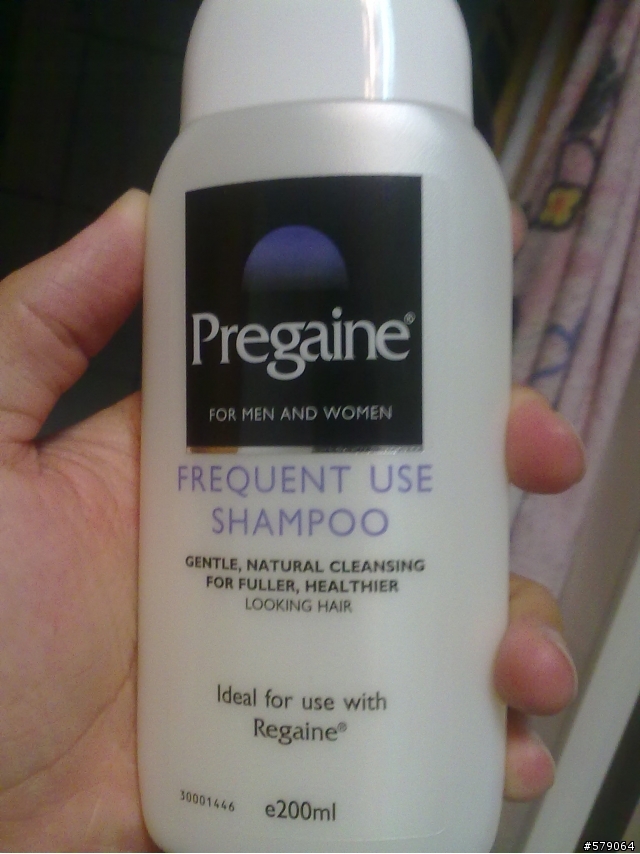 Pregaine®
FOR MEN AND WOMEN
FREQUENT USE
SHAMPOO
GENTLE, NATURAL CLEANSING
FOR FULLER, HEALTHIER
LOOKING HAIR
Ideal for use with
Regaine®
30001446
e200ml
#579064